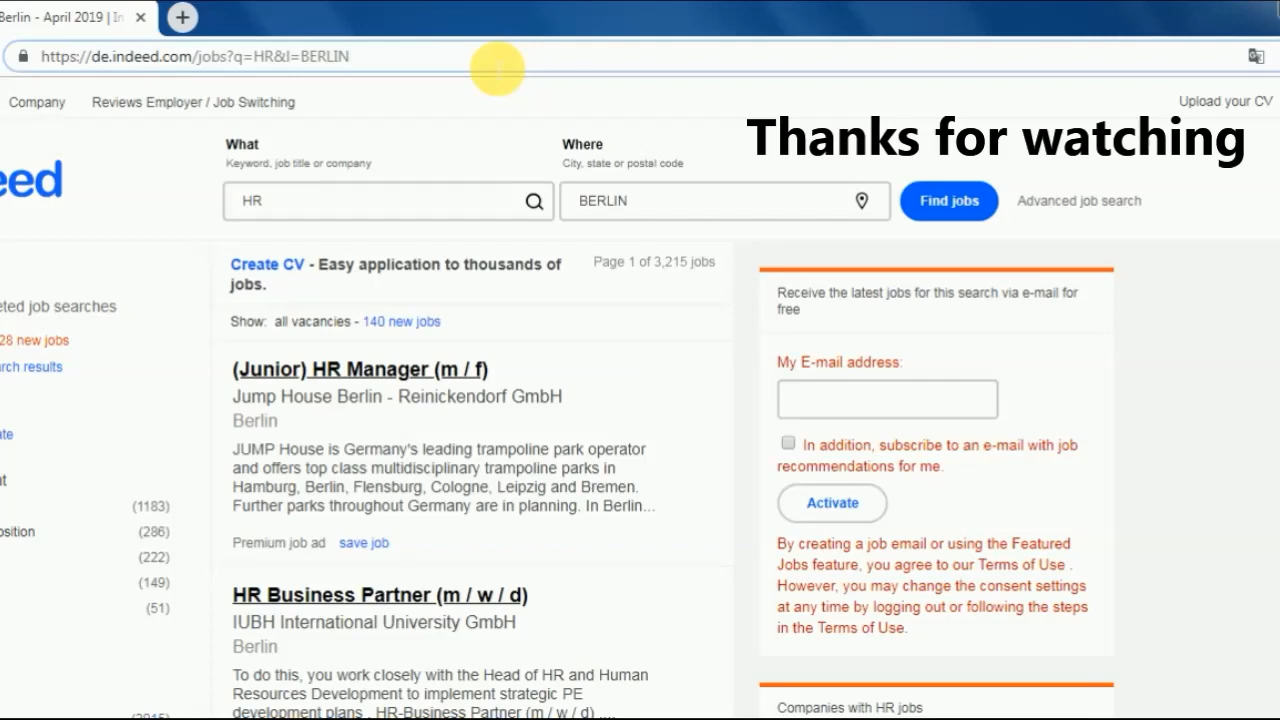 Berlin - April 2019 | In
https://de.indeed.com/jobs?q=HR&l=BERLIN
Company Reviews Employer / Job Switching
Upload your CV
Thanks for watching
eed
What
Keyword, job title or company
HR
Where
City, state or postal code
BERLIN
Find jobs
Advanced job search
Create CV - Easy application to thousands of
jobs.
Page 1 of 3,215 jobs
Show: all vacancies - 140 new jobs
eted job searches
28 new jobs
rch results
ate
nt
(1183)
osition (286)
(222)
(149)
(51)
(Junior) HR Manager (m / f)
Jump House Berlin - Reinickendorf GmbH
Berlin
JUMP House is Germany's leading trampoline park operator
and offers top class multidisciplinary trampoline parks in
Hamburg, Berlin, Flensburg, Cologne, Leipzig and Bremen.
Further parks throughout Germany are in planning. In Berlin...
Premium job ad save job
HR Business Partner (m / w / d)
IUBH International University GmbH
Berlin
To do this, you work closely with the Head of HR and Human
Resources Development to implement strategic PE
development plans . HR-Business Partner (m / w / d) ....
Receive the latest jobs for this search via e-mail for
free
My E-mail address:
In addition, subscribe to an e-mail with job
recommendations for me.
Activate
By creating a job email or using the Featured
Jobs feature, you agree to our Terms of Use .
However, you may change the consent settings
at any time by logging out or following the steps
in the Terms of Use.
Companies with HR jobs